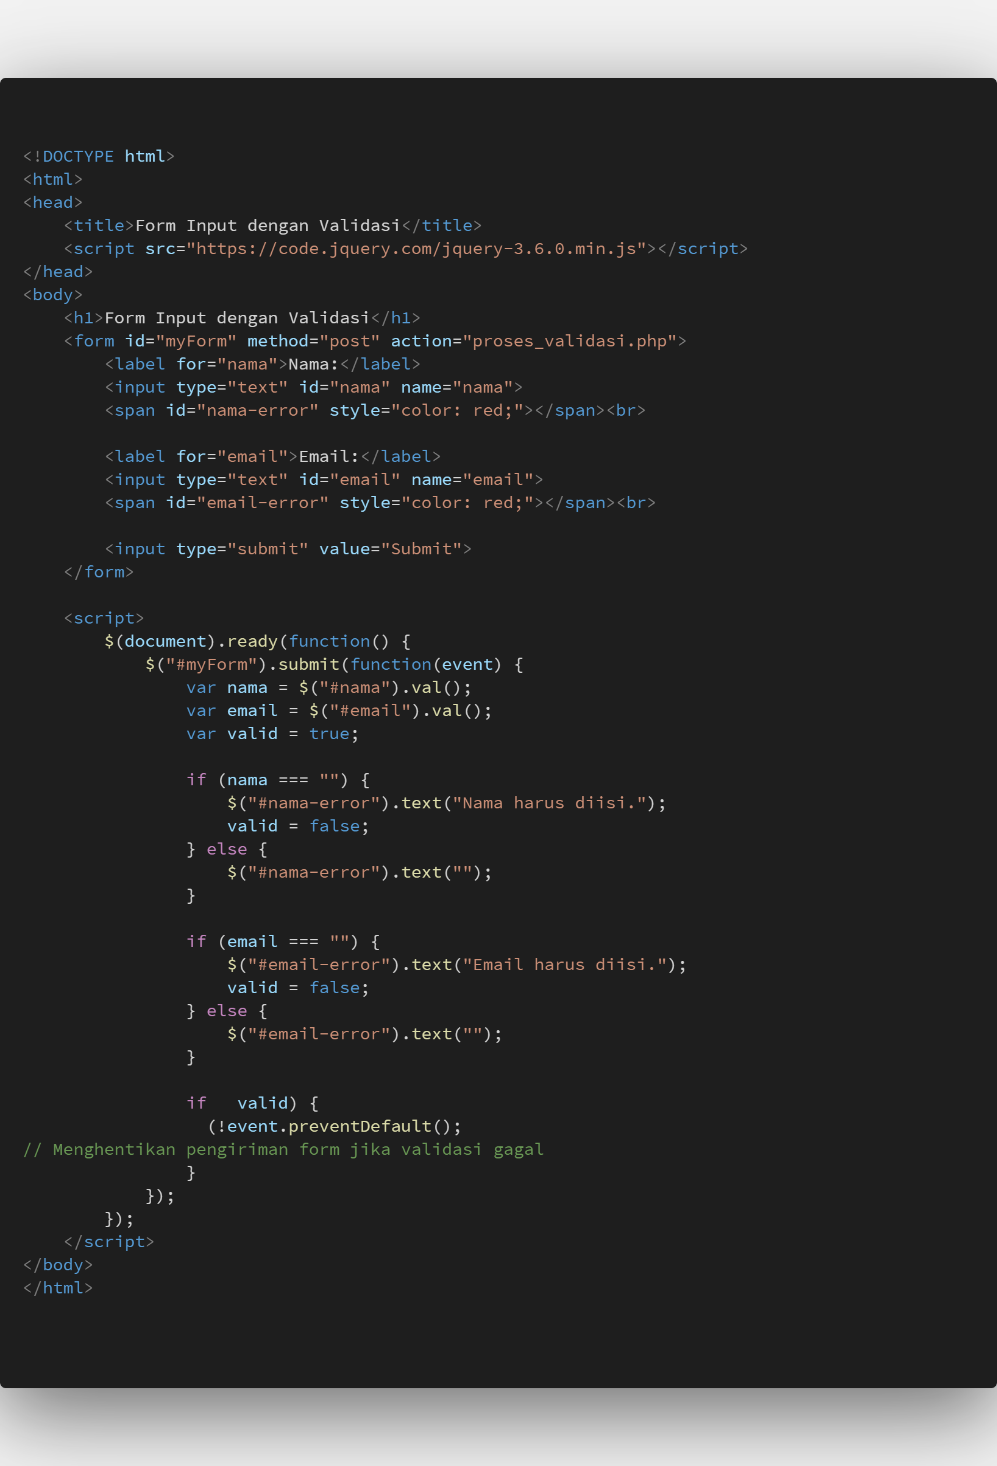 <!DOCTYPE html>
<html>
<head>
    <title>Form Input dengan Validasi</title>
    <script src="https://code.jquery.com/jquery-3.6.0.min.js"></script>
</head>
<body>
    <h1>Form Input dengan Validasi</h1>
    <form id="myForm" method="post" action="proses_validasi.php">
        <label for="nama">Nama:</label>
        <input type="text" id="nama" name="nama">
        <span id="nama-error" style="color: red;"></span><br>

        <label for="email">Email:</label>
        <input type="text" id="email" name="email">
        <span id="email-error" style="color: red;"></span><br>

        <input type="submit" value="Submit">
    </form>

    <script>
        $(document).ready(function() {
            $("#myForm").submit(function(event) {
                var nama = $("#nama").val();
                var email = $("#email").val();
                var valid = true;

                if (nama === "") {
                    $("#nama-error").text("Nama harus diisi.");
                    valid = false;
                } else {
                    $("#nama-error").text("");
                }

                if (email === "") {
                    $("#email-error").text("Email harus diisi.");
                    valid = false;
                } else {
                    $("#email-error").text("");
                }

                if   valid) {
                  (!event.preventDefault();
// Menghentikan pengiriman form jika validasi gagal
                }
            });
        });
    </script>
</body>
</html>